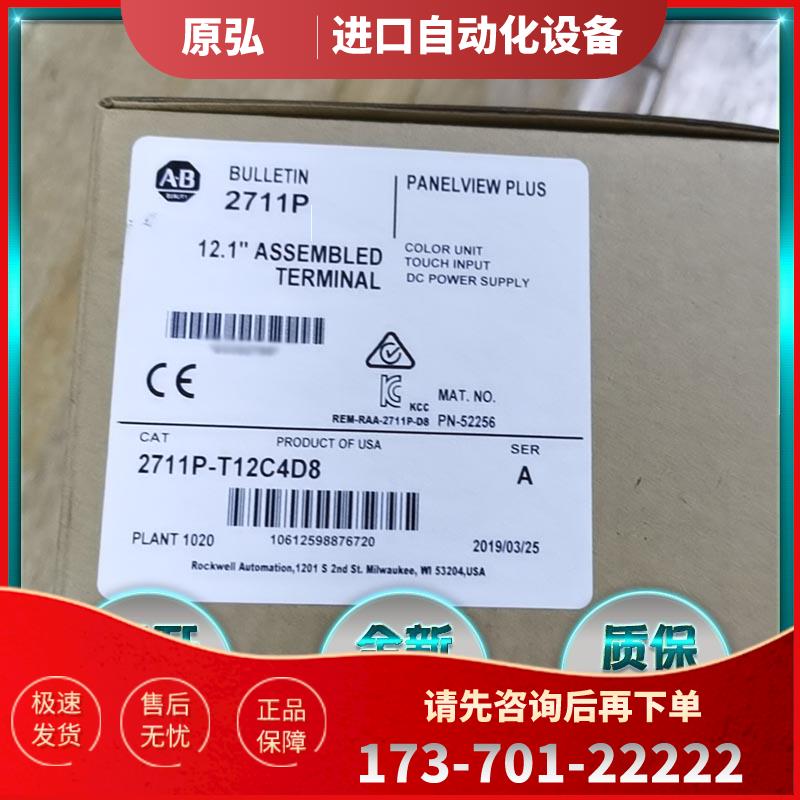 原弘 进口自动化设备
A-B
QUALITY
BULLETIN
2711P
PANELVIEW PLUS
12.1" ASSEMBLED
TERMINAL
COLOR UNIT
TOUCH INPUT
DC POWER SUPPLY
CE
KCC
REM-RAA-2711P-D8
MAT. NO.
PN-52256
CAT
PRODUCT OF USA
SER
2711P-T12C4D8
A
PLANT 1020
10612598876720
2019/03/25
Rockwell Automation,1201 S 2nd St. Milwaukee, WI 53204,USA
全新
质保
极速
发货
售后
无忧
正品
保障
请先咨询后再下单
173-701-22222